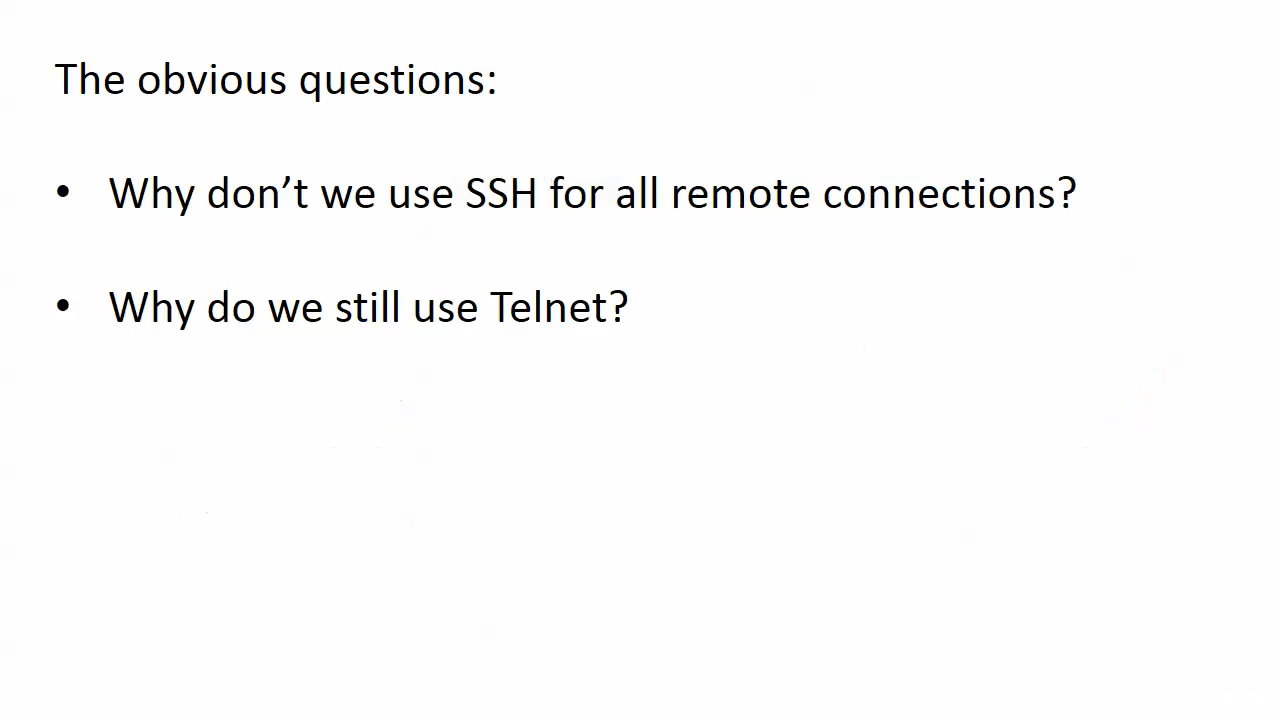 The obvious questions:
• Why don’t we use SSH for all remote connections?
• Why do we still use Telnet?